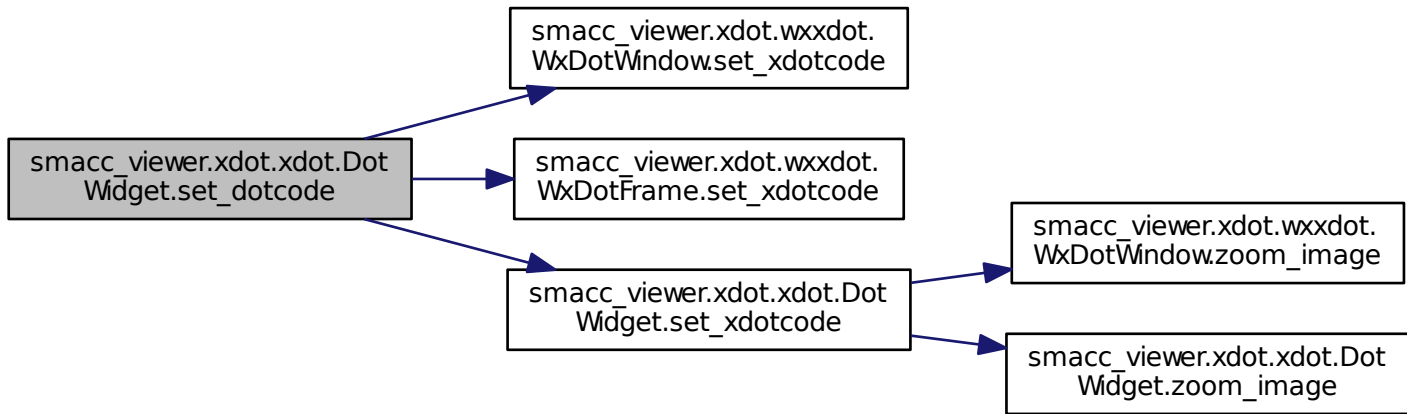 smacc_viewer.xdot.wxxdot.
WxDotWindow.set_xdotcode
smacc_viewer.xdot.xdot.Dot
Widget.set_dotcode
smacc_viewer.xdot.wxxdot.
WxDotFrame.set_xdotcode
smacc_viewer.xdot.xdot.Dot
Widget.set_xdotcode
smacc_viewer.xdot.wxxdot.
WxDotWindow.zoom_image
smacc_viewer.xdot.xdot.Dot
Widget.zoom_image